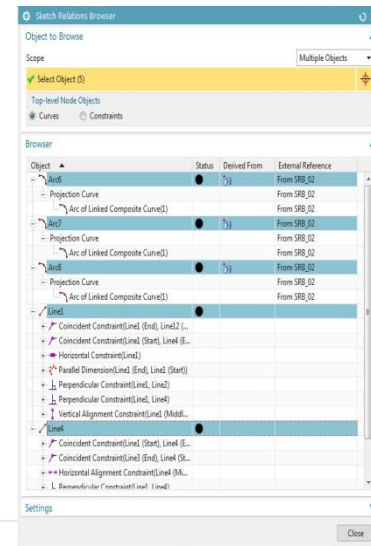 Sketch Relations Browser
Object to Browse
Scope Multiple Objects
Select Object (5)
Top-level Node Objects
Curves Constraints
Browser
Object Status Derived From External Reference
Arc6 From SRB_02
Projection Curve From SRB_02
Arc of Linked Composite Curve(1) From SRB_02
Arc7 From SRB_02
Projection Curve From SRB_02
Arc of Linked Composite Curve(1) From SRB_02
Arc8 From SRB_02
Projection Curve From SRB_02
Arc of Linked Composite Curve(1) From SRB_02
Line1
Coincident Constraint(Line1 (End), Line12 (...
Coincident Constraint(Line1 (Start), Line4 (E...
Horizontal Constraint(Line1)
Parallel Dimension(Line1 (End), Line1 (Start))
Perpendicular Constraint(Line1, Line2)
Perpendicular Constraint(Line1, Line4)
Vertical Alignment Constraint(Line1 (Middl...
Line4
Coincident Constraint(Line1 (Start), Line4 (E...
Coincident Constraint(Line3 (End), Line4 (St...
Horizontal Alignment Constraint(Line4 (Mi...
Perpendicular Constraint(Line1, Line4)
Settings
Close